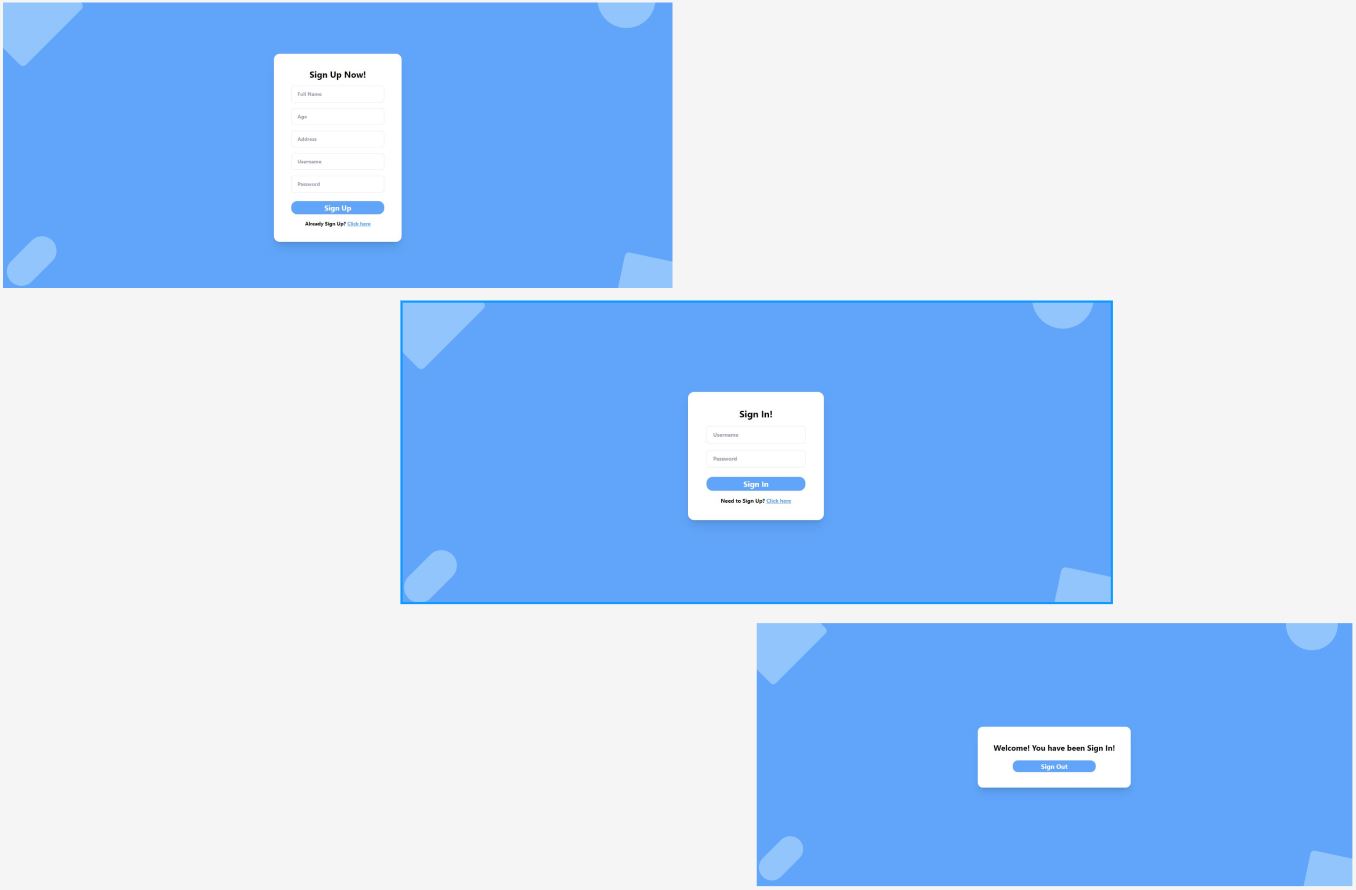 Sign Up Now!
Full Name
Age
Address
Username
Password
Sign Up
Already Sign Up? Click here
Sign In!
Username
Password
Sign In
Need to Sign Up? Click here
Welcome! You have been Sign In!
Sign Out